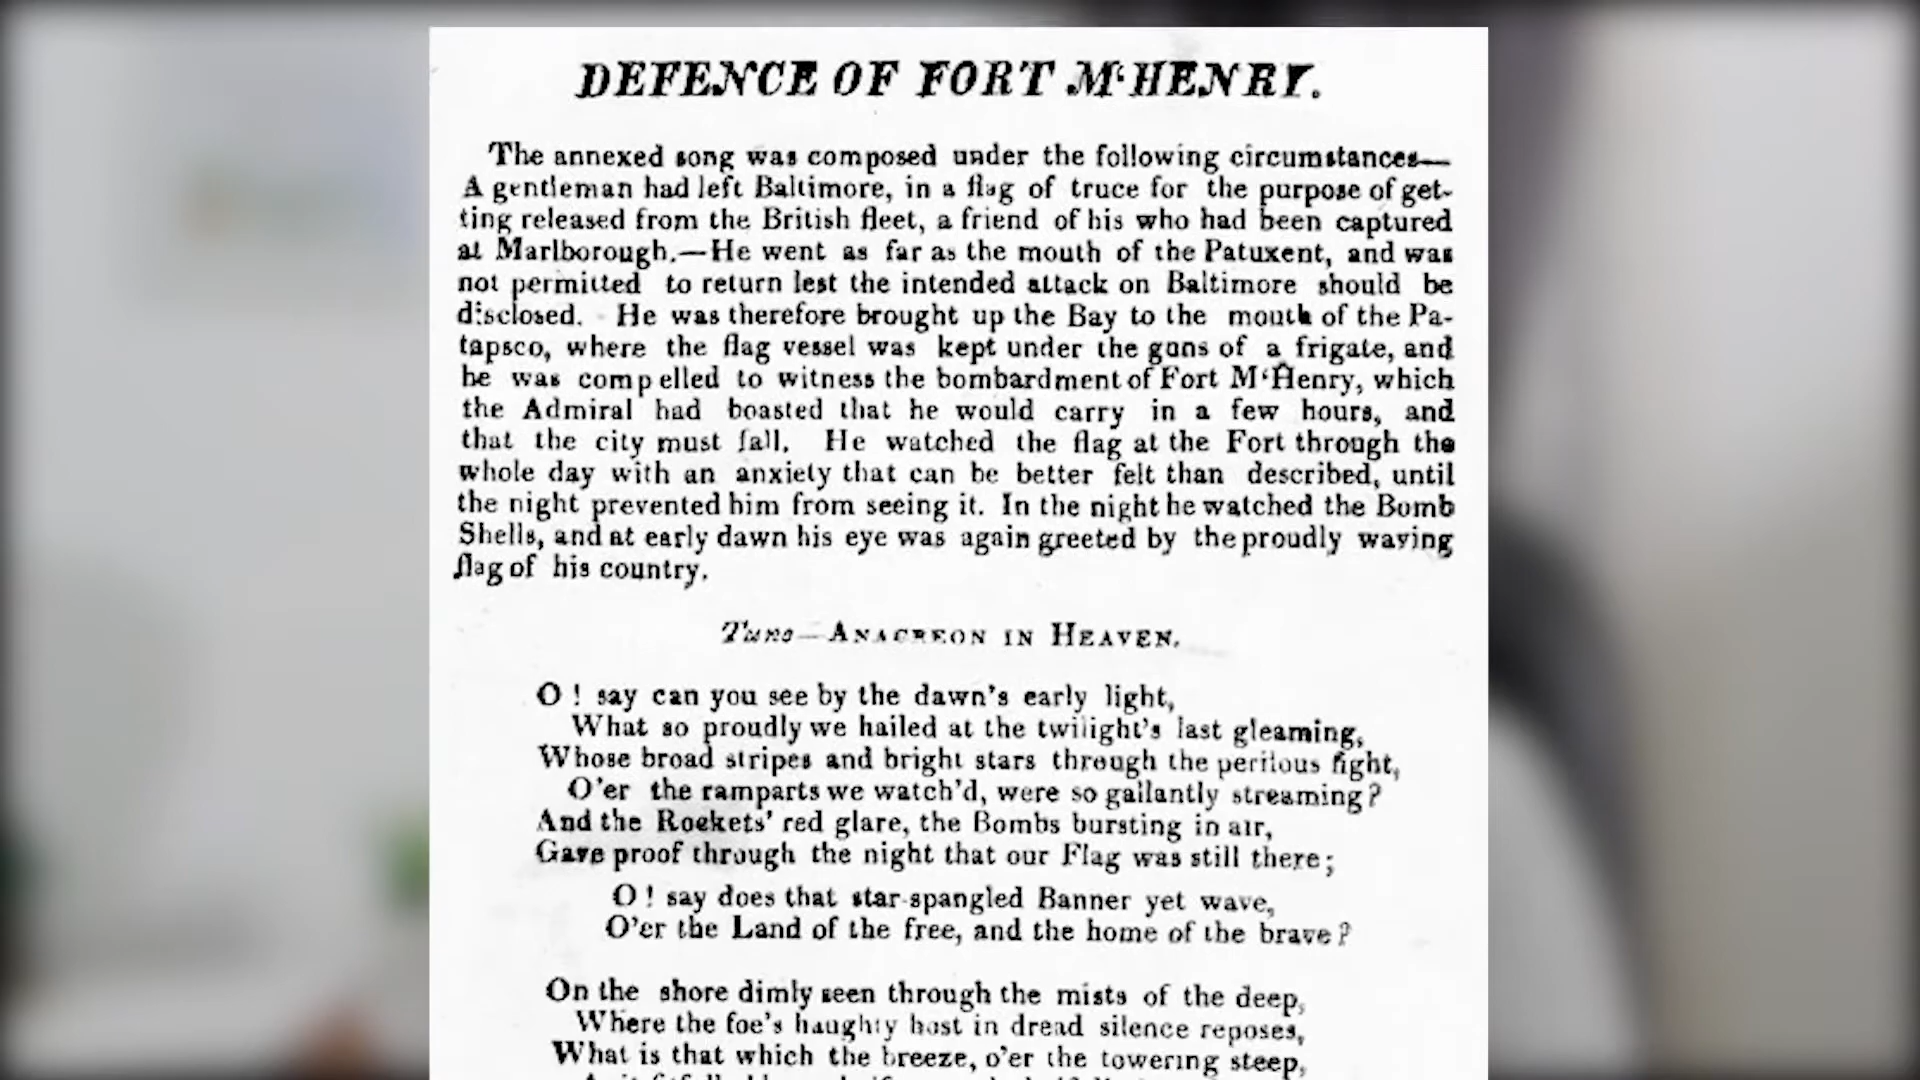 DEFENCE OF FORT M‘HENRY.
The annexed song was composed under the following circumstances—
A gentleman had left Baltimore, in a flag of truce for the purpose of get-
ting released from the British fleet, a friend of his who had been captured
at Marlborough.—He went as far as the mouth of the Patuxent, and was
not permitted to return lest the intended attack on Baltimore should be
disclosed. He was therefore brought up the Bay to the mouth of the Pa-
tapsco, where the flag vessel was kept under the guns of a frigate, and
he was compelled to witness the bombardment of Fort M‘Henry, which
the Admiral had boasted that he would carry in a few hours, and
that the city must fall. He watched the flag at the Fort through the
whole day with an anxiety that can be better felt than described, until
the night prevented him from seeing it. In the night he watched the Bomb
Shells, and at early dawn his eye was again greeted by the proudly waving
flag of his country.
Tune—ANACREON IN HEAVEN.
O ! say can you see by the dawn's early light,
What so proudly we hailed at the twilight's last gleaming,
Whose broad stripes and bright stars through the perilous fight,
O'er the ramparts we watch'd, were so gallantly streaming?
And the Rockets' red glare, the Bombs bursting in air,
Gave proof through the night that our Flag was still there;
O ! say does that star-spangled Banner yet wave,
O'er the Land of the free, and the home of the brave?
On the shore dimly seen through the mists of the deep,
Where the foe's haughty host in dread silence reposes,
What is that which the breeze, o'er the towering steep,